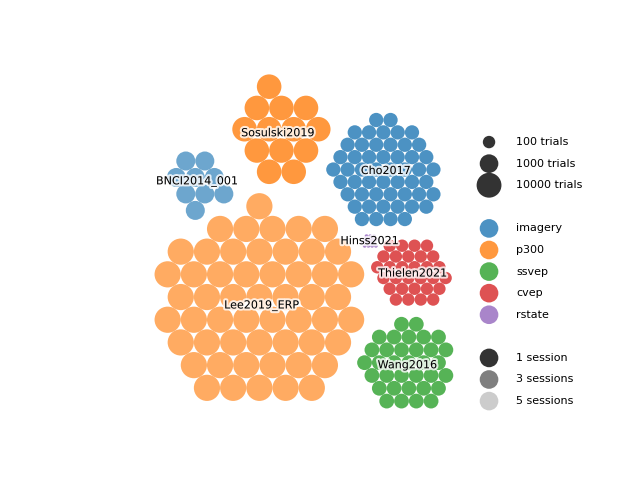 Sosulski2019
Cho2017
BNCI2014_001
Hinss2021
Thielen2021
Lee2019_ERP
Wang2016
100 trials
1000 trials
10000 trials
imagery
p300
ssvep
cvep
rstate
1 session
3 sessions
5 sessions